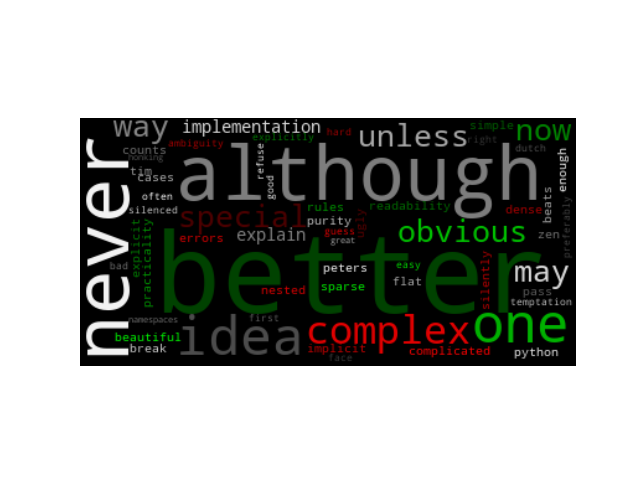 way
implementation
explicitly
hard
unless
simple
now
ambiguity
right
counts
honking
tim
cases
refuse
good
although
dutch
enough
never
often
silenced
special
rules
purity
ugly
readability
dense
beats
preferably
errors
explain
guess
great
obvious
zen
explicit
practicality
better
bad
peters
easy
flat
nested
sparse
silently
may
pass
temptation
namespaces
first
idea
complex
one
beautiful
break
implicit
face
complicated
python